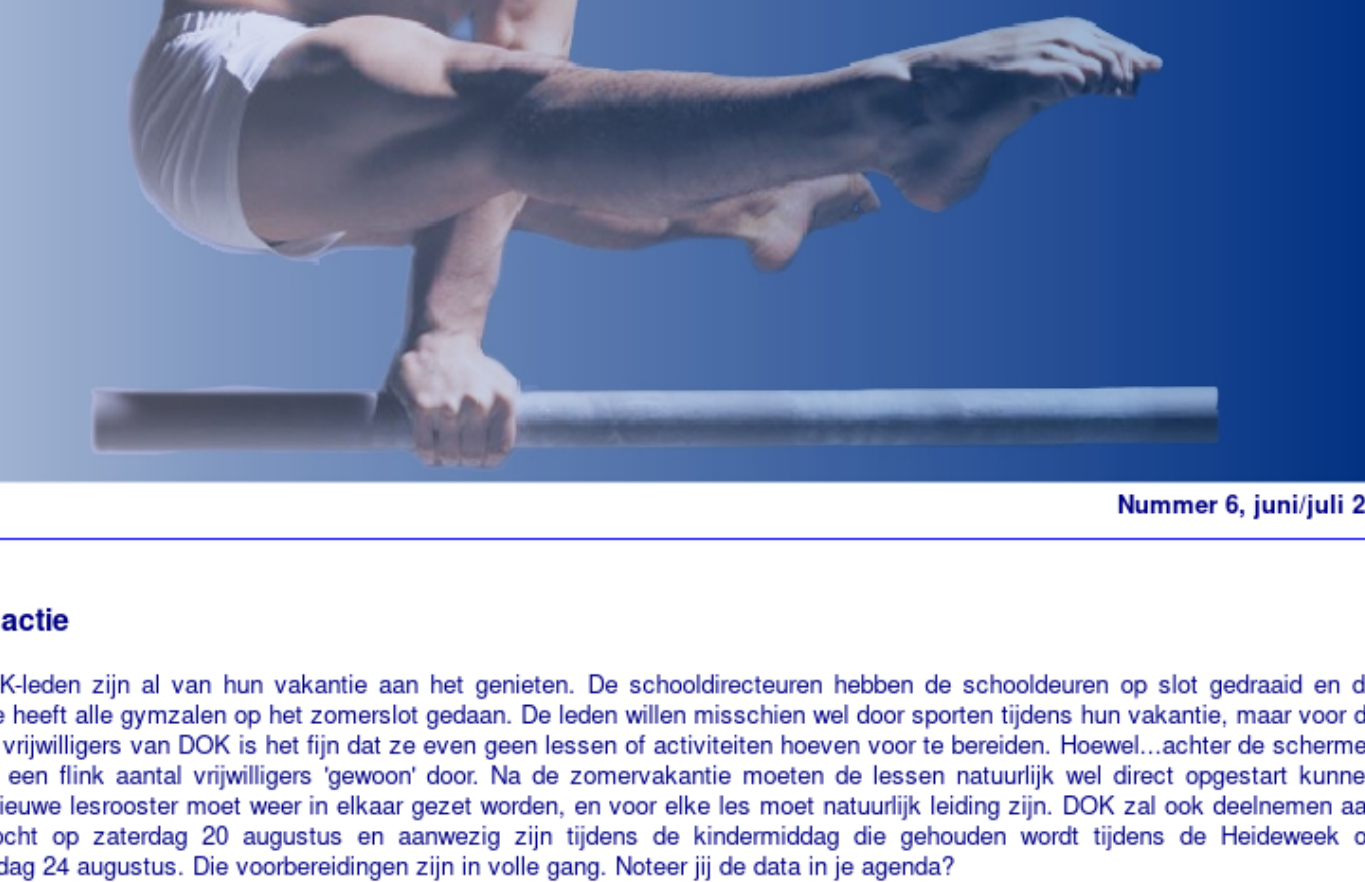 Nummer 6, juni/juli 2
actie
K-leden zijn al van hun vakantie aan het genieten. De schooldirecteuren hebben de schooldeuren op slot gedraaid en d
e heeft alle gymzalen op het zomerslot gedaan. De leden willen misschien wel door sporten tijdens hun vakantie, maar voor d
vrijwilligers van DOK is het fijn dat ze even geen lessen of activiteiten hoeven voor te bereiden. Hoewel...achter de scherme
een flink aantal vrijwilligers 'gewoon' door. Na de zomervakantie moeten de lessen natuurlijk wel direct opgestart kunne
ieuwe lesrooster moet weer in elkaar gezet worden, en voor elke les moet natuurlijk leiding zijn. DOK zal ook deelnemen aa
ocht op zaterdag 20 augustus en aanwezig zijn tijdens de kindermiddag die gehouden wordt tijdens de Heideweek o
dag 24 augustus. Die voorbereidingen zijn in volle gang. Noteer jij de data in je agenda?